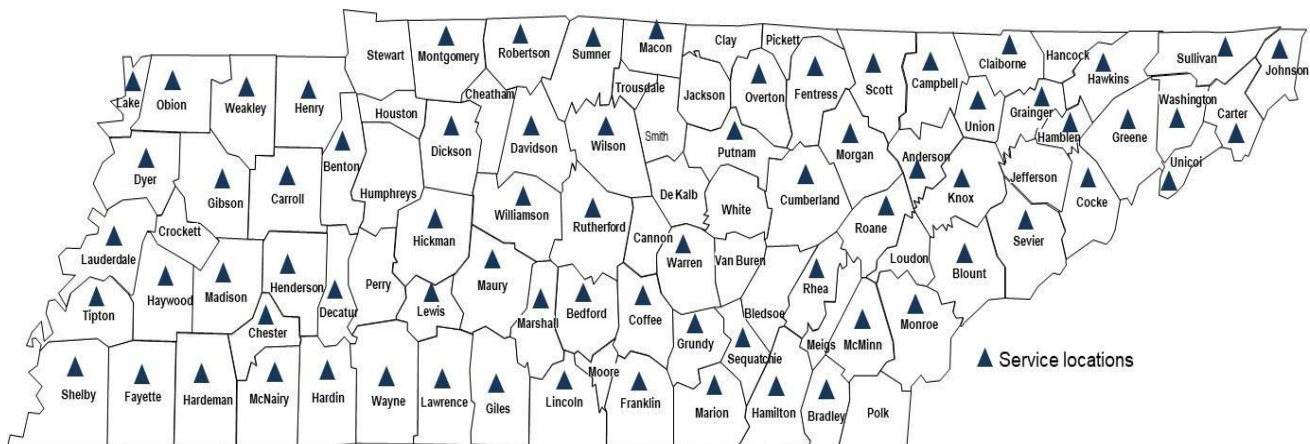 Stewart
Montgomery
Robertson
Sumner
Macon
Clay
Pickett
Scott
Campbell
Claiborne
Hancock
Hawkins
Sullivan
Johnson
Lake
Obion
Weakley
Henry
Houston
Cheatham
Trousdale
Jackson
Overton
Fentress
Union
Grainger
Hamblen
Greene
Washington
Carter
Unicoi
Dyer
Gibson
Carroll
Benton
Humphreys
Dickson
Davidson
Wilson
Smith
Putnam
Morgan
Anderson
Knox
Jefferson
Cocke
Crockett
Hickman
Williamson
Rutherford
Cannon
De Kalb
White
Cumberland
Roane
Loudon
Blount
Sevier
Lauderdale
Tipton
Haywood
Madison
Henderson
Decatur
Perry
Lewis
Maury
Marshall
Bedford
Coffee
Warren
Van Buren
Bledsoe
Rhea
Meigs
McMinn
Monroe
Chester
Moore
Grundy
Sequatchie
Service locations
Shelby
Fayette
Hardeman
McNairy
Hardin
Wayne
Lawrence
Giles
Lincoln
Franklin
Marion
Hamilton
Bradley
Polk